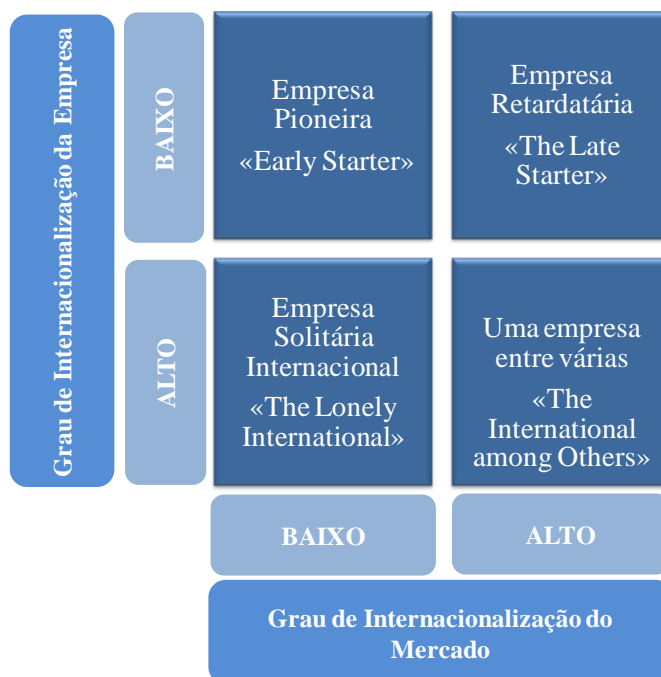 Grau de Internacionalização da Empresa
BAIXO
Empresa
Pioneira
«Early Starter»
Empresa
Retardatária
«The Late
Starter»
ALTO
Empresa
Solitária
Internacional
«The Lonely
International»
Uma empresa
entre várias
«The
International
among Others»
BAIXO
ALTO
Grau de Internacionalização do
Mercado